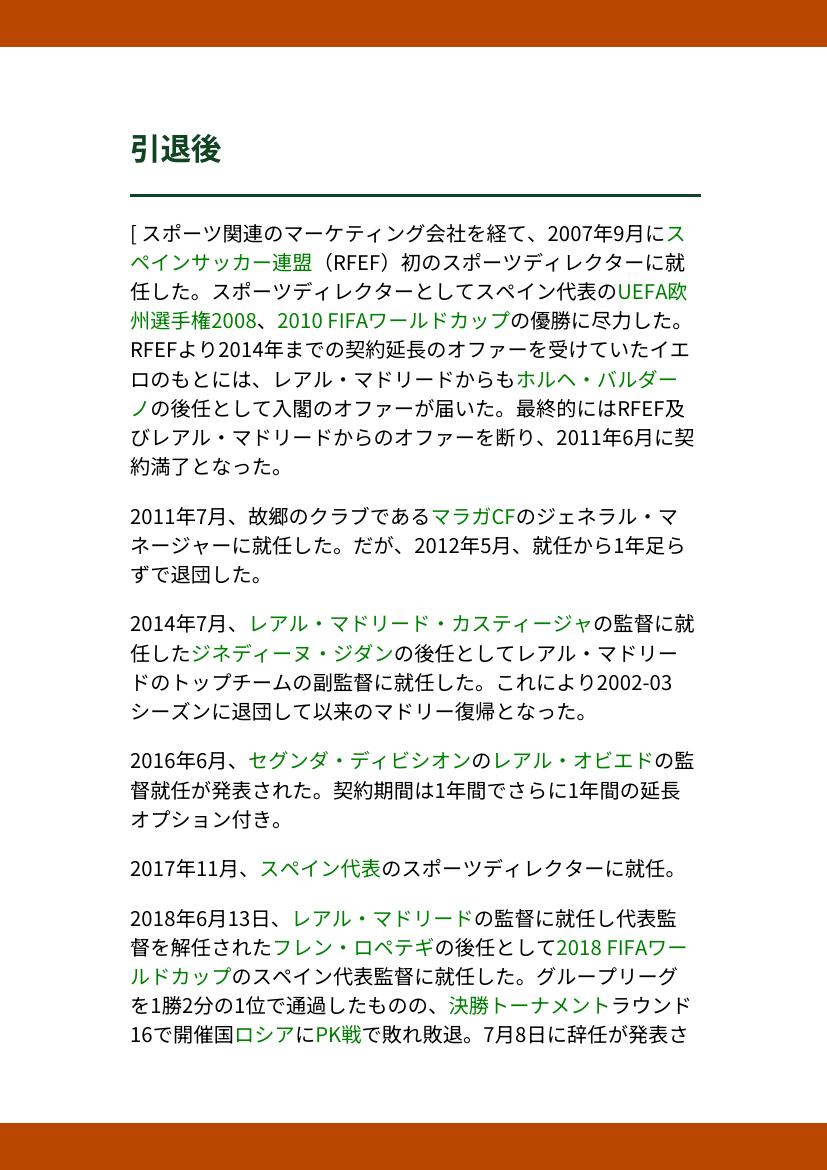 引退後
[ スポーツ関連のマーケティング会社を経て、2007年9月にス
ペインサッカー連盟（RFEF）初のスポーツディレクターに就
任した。スポーツディレクターとしてスペイン代表のUEFA欧
州選手権2008、2010 FIFAワールドカップの優勝に尽力した。
RFEFより2014年までの契約延長のオファーを受けていたイエ
ロのもとには、レアル・マドリードからもホルヘ・バルダー
ノの後任として入閣のオファーが届いた。最終的にはRFEF及
びレアル・マドリードからのオファーを断り、2011年6月に契
約満了となった。
2011年7月、故郷のクラブであるマラガCFのジェネラル・マ
ネージャーに就任した。だが、2012年5月、就任から1年足ら
ずで退団した。
2014年7月、レアル・マドリード・カスティージャの監督に就
任したジネディーヌ・ジダンの後任としてレアル・マドリー
ドのトップチームの副監督に就任した。これにより2002-03
シーズンに退団して以来のマドリー復帰となった。
2016年6月、セグンダ・ディビシオンのレアル・オビエドの監
督就任が発表された。契約期間は1年間でさらに1年間の延長
オプション付き。
2017年11月、スペイン代表のスポーツディレクターに就任。
2018年6月13日、レアル・マドリードの監督に就任し代表監
督を解任されたフレン・ロペテギの後任として2018 FIFAワー
ルドカップのスペイン代表監督に就任した。グループリーグ
を1勝2分の1位で通過したものの、決勝トーナメントラウンド
16で開催国ロシアにPK戦で敗れ敗退。7月8日に辞任が発表さ